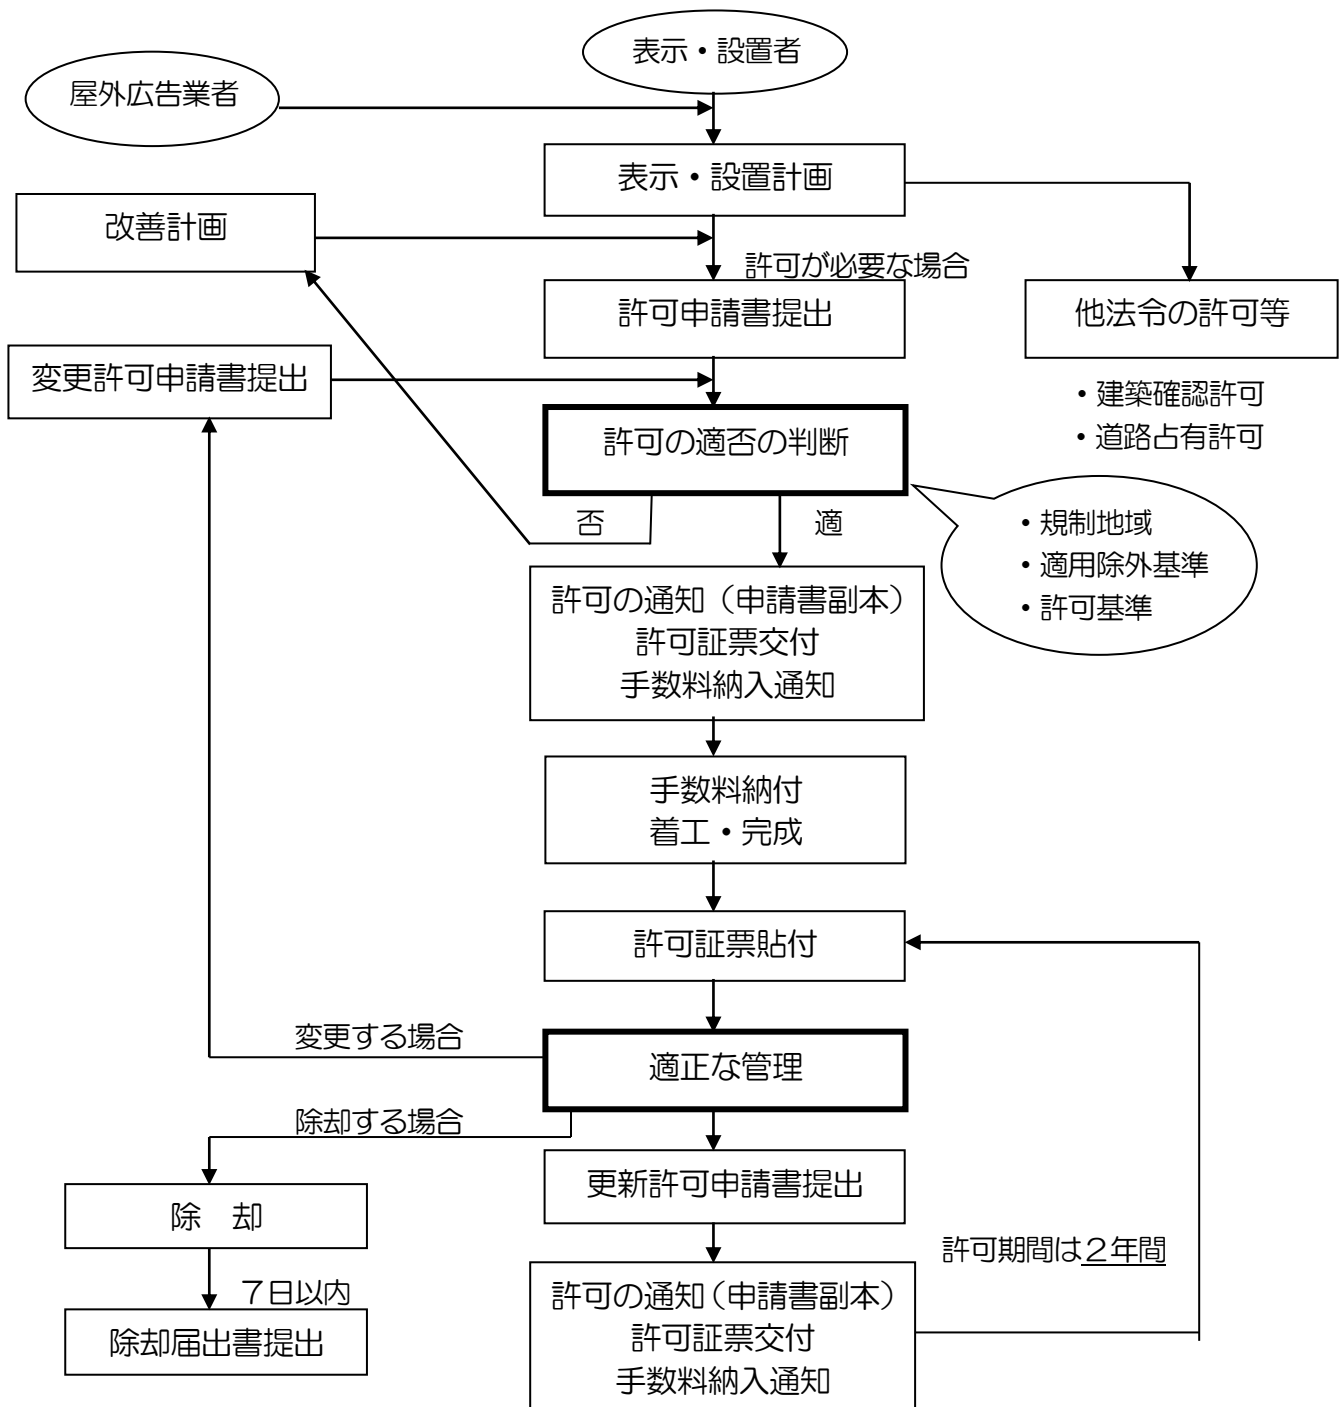 表示・設置者
屋外広告業者
表示・設置計画
改善計画
許可が必要な場合
許可申請書提出
他法令の許可等
変更許可申請書提出
・建築確認許可
・道路占有許可
許可の適否の判断
否
適
・規制地域
・適用除外基準
・許可基準
許可の通知（申請書副本）
許可証票交付
手数料納入通知
手数料納付
着工・完成
許可証票貼付
変更する場合
適正な管理
除却する場合
更新許可申請書提出
除　却
許可期間は２年間
７日以内
許可の通知（申請書副本）
許可証票交付
手数料納入通知
除却届出書提出